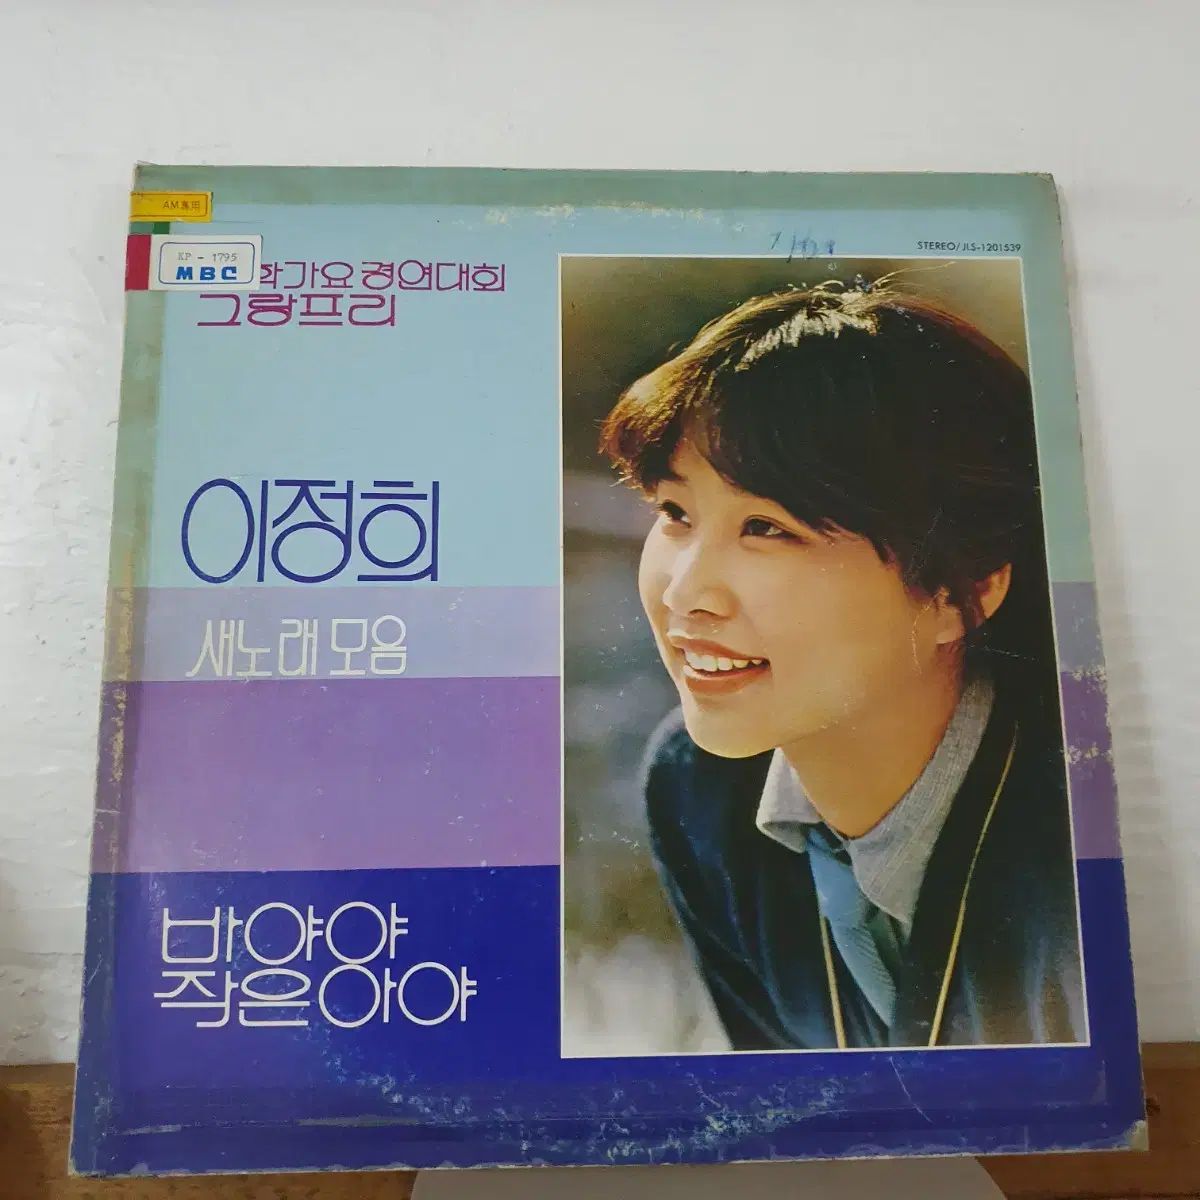 AM專用
KP - 1795
MBC
STEREO/JLS-1201539
학가요 경연대회
그랑프리
이정희
새노래 모음
바야야
작은아야